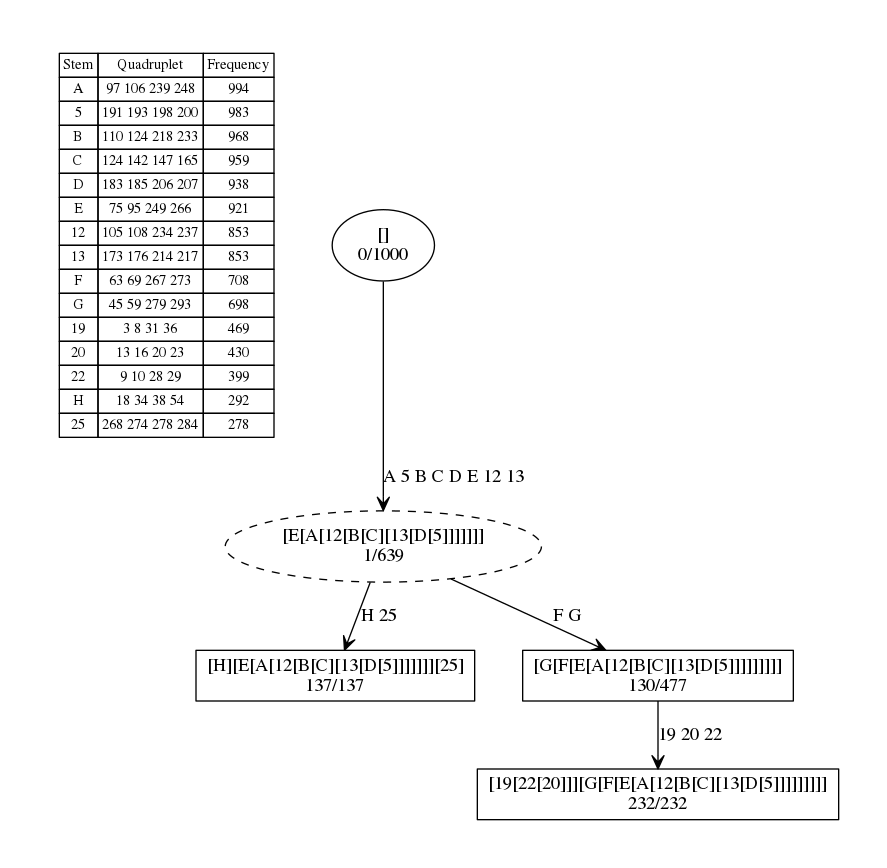 Stem Quadruplet Frequency
A 97 106 239 248 994
5 191 193 198 200 983
B 110 124 218 233 968
C 124 142 147 165 959
D 183 185 206 207 938
E 75 95 249 266 921
12 105 108 234 237 853
13 173 176 214 217 853
F 63 69 267 273 708
G 45 59 279 293 698
19 3 8 31 36 469
20 13 16 20 23 430
22 9 10 28 29 399
H 18 34 38 54 292
25 268 274 278 284 278
[]
0/1000
A 5 B C D E 12 13
[E[A[12[B[C][13[D[5]]]]]]]
1/639
H 25
F G
[H][E[A[12[B[C][13[D[5]]]]]]][25]
137/137
[G[F[E[A[12[B[C][13[D[5]]]]]]]]]
130/477
19 20 22
[19[22[20]]][G[F[E[A[12[B[C][13[D[5]]]]]]]]]
232/232